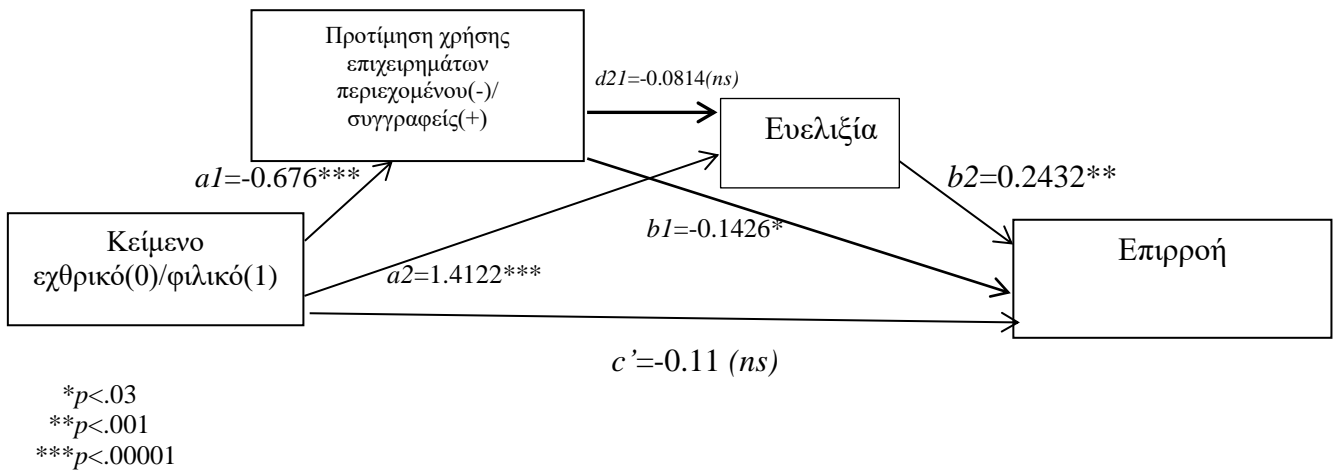 Προτίμηση χρήσης
επιχειρημάτων
περιεχομένου(-)/
συγγραφείς(+)
d21=-0.0814(ns)
Ευελιξία
a1=-0.676***
b2=0.2432**
Κείμενο
εχθρικό(0)/φιλικό(1)
b1=-0.1426*
Επιρροή
a2=1.4122***
c’=-0.11 (ns)
*p<.03
**p<.001
***p<.00001